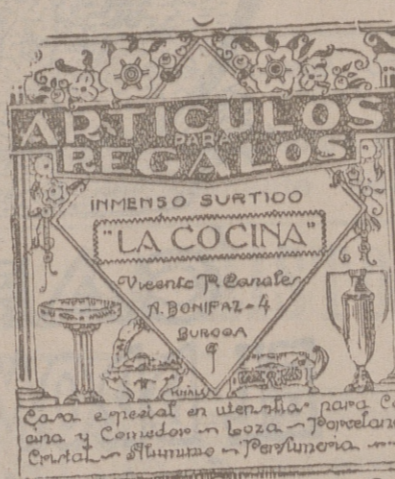 ARTICULOS
PARA
REGALOS
INMENSO SURTIDO
"LA COCINA"
Vicente R. Canales
A. BONIFAZ-4
BURGOS
Casa especial en utensilios para Co
cina y Comedor ~ Loza ~ Porcelana
Cristal ~ Aluminio ~ Perfumeria